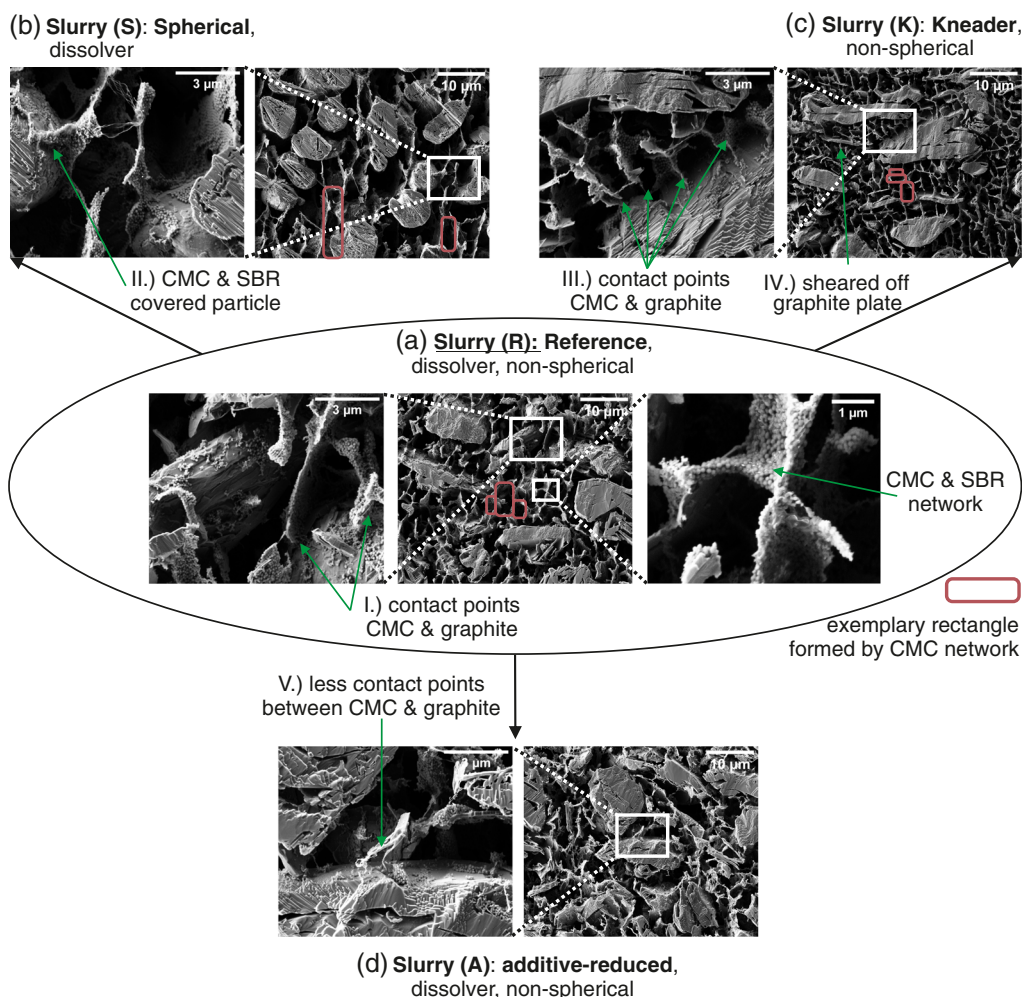 (b) Slurry (S): Spherical,
dissolver
(c) Slurry (K): Kneader,
non-spherical
3 µm
10 µm
3 µm
10 µm
II.) CMC & SBR
covered particle
III.) contact points
CMC & graphite
IV.) sheared off
graphite plate
(a) Slurry (R): Reference,
dissolver, non-spherical
3 µm
10 µm
1 µm
CMC & SBR
network
I.) contact points
CMC & graphite
exemplary rectangle
formed by CMC network
V.) less contact points
between CMC & graphite
3 µm
10 µm
(d) Slurry (A): additive-reduced,
dissolver, non-spherical